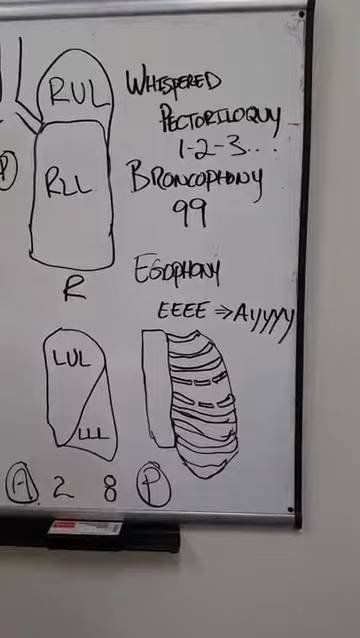 RUL
WHISPERED
PECTORILOQUY
1-2-3...
P
RLL
BRONCOPHONY
99
R
EGOPHONY
EEEE ⇒ AYYYY
LUL
LLL
A 2 8 P